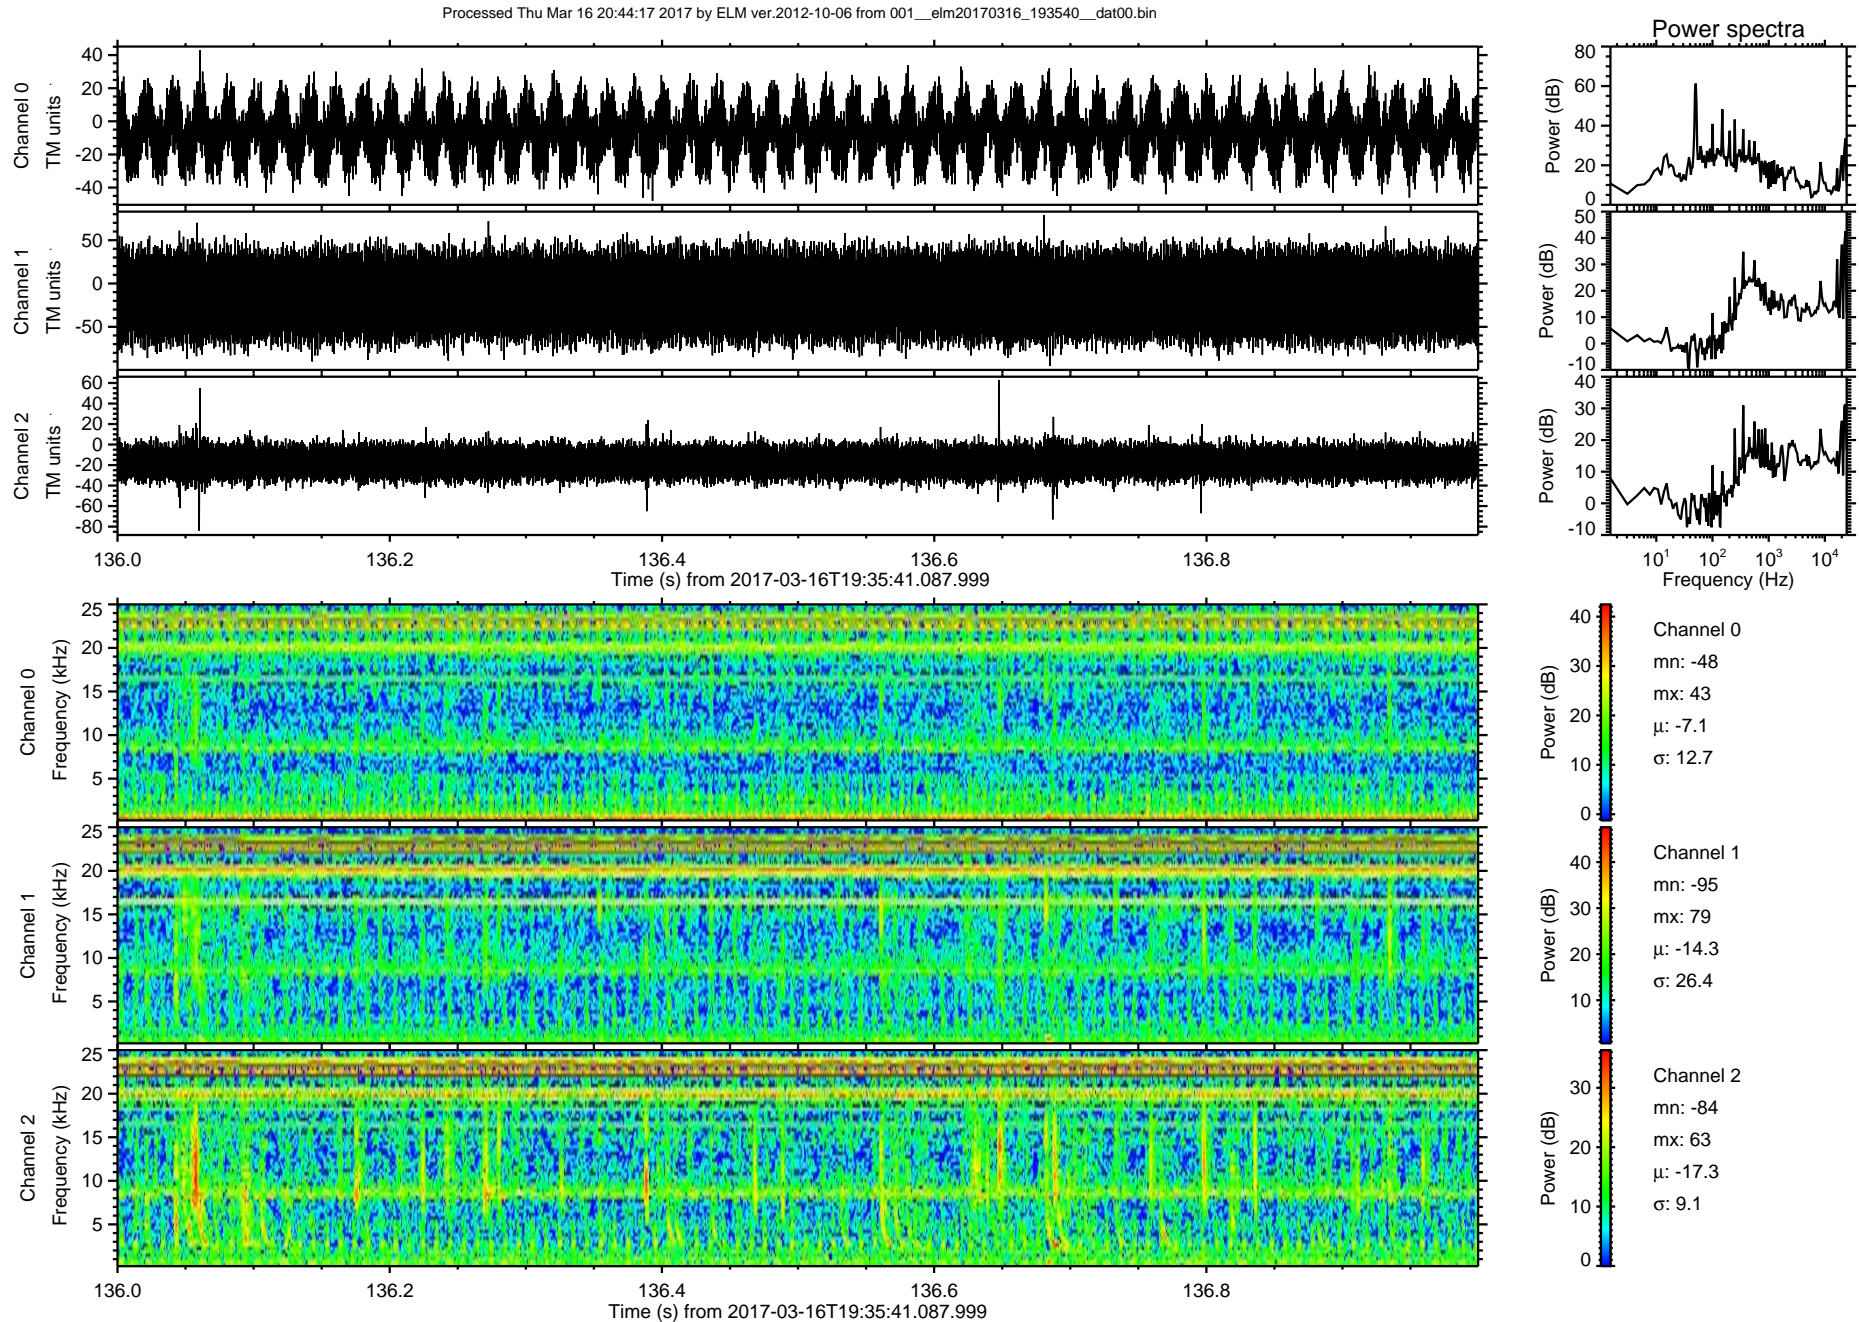 Processed Thu Mar 16 20:44:17 2017 by ELM ver.2012-10-06 from 001__elm20170316_193540__dat00.bin
Power spectra
Channel 0
TM units
40
20
0
-20
-40
Power (dB)
80
60
40
20
0
Channel 1
TM units
50
0
-50
Power (dB)
50
40
30
20
10
0
-10
Channel 2
TM units
60
40
20
0
-20
-40
-60
-80
Power (dB)
40
30
20
10
0
-10
136.0 136.2 136.4 136.6 136.8
Time (s) from 2017-03-16T19:35:41.087.999
10¹ 10² 10³ 10⁴
Frequency (Hz)
Channel 0
Frequency (kHz)
25
20
15
10
5
Power (dB)
40
30
20
10
0
Channel 0
mn: -48
mx: 43
μ: -7.1
σ: 12.7
Channel 1
Frequency (kHz)
25
20
15
10
5
Power (dB)
40
30
20
10
Channel 1
mn: -95
mx: 79
μ: -14.3
σ: 26.4
Channel 2
Frequency (kHz)
25
20
15
10
5
Power (dB)
30
20
10
0
Channel 2
mn: -84
mx: 63
μ: -17.3
σ: 9.1
136.0 136.2 136.4 136.6 136.8
Time (s) from 2017-03-16T19:35:41.087.999